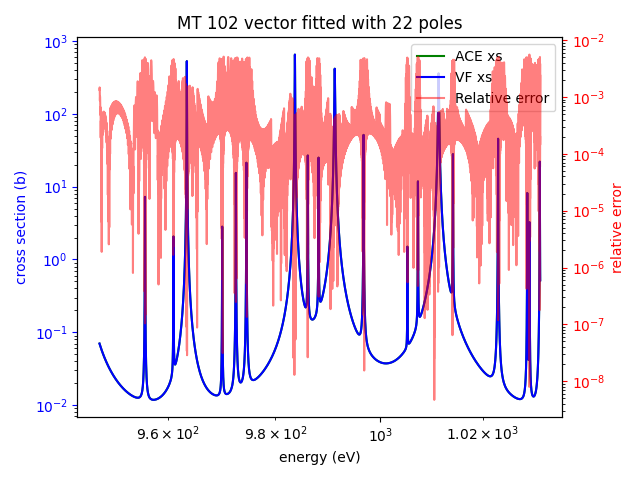 MT 102 vector fitted with 22 poles
ACE xs
VF xs
Relative error
cross section (b)
10³
10²
10¹
10⁰
10⁻¹
10⁻²
relative error
10⁻²
10⁻³
10⁻⁴
10⁻⁵
10⁻⁶
10⁻⁷
10⁻⁸
9.6 × 10² 9.8 × 10² 10³ 1.02 × 10³
energy (eV)